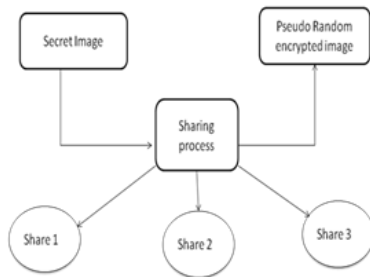 Secret Image
Pseudo Random
encrypted image
Sharing
process
Share 1
Share 2
Share 3